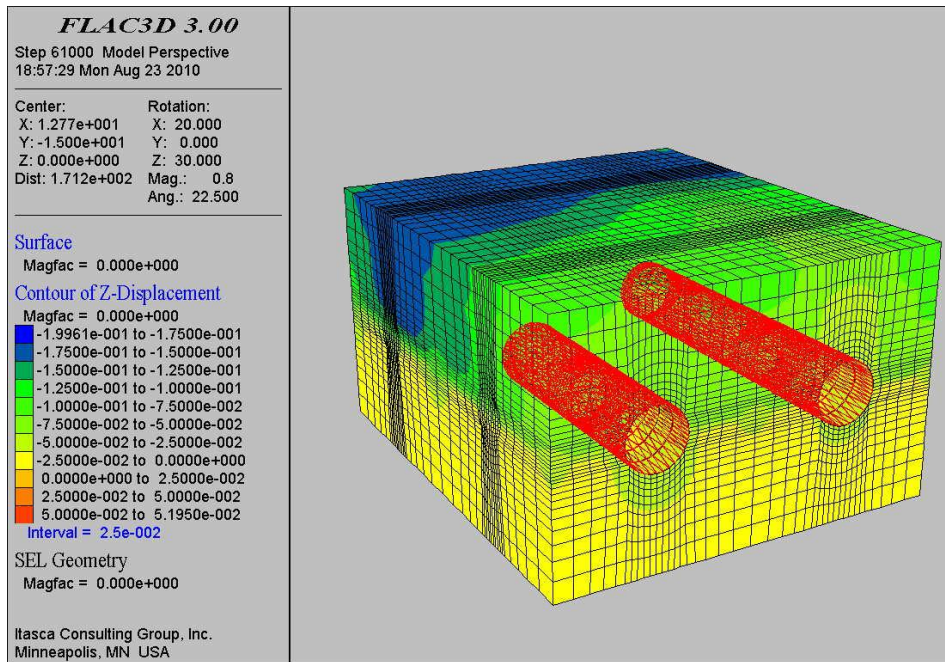 FLAC3D 3.00
Step 61000 Model Perspective
18:57:29 Mon Aug 23 2010
Center: Rotation:
X: 1.277e+001 X: 20.000
Y: -1.500e+001 Y: 0.000
Z: 0.000e+000 Z: 30.000
Dist: 1.712e+002 Mag.: 0.8
Ang.: 22.500
Surface
Magfac = 0.000e+000
Contour of Z-Displacement
Magfac = 0.000e+000
-1.9961e-001 to -1.7500e-001
-1.7500e-001 to -1.5000e-001
-1.5000e-001 to -1.2500e-001
-1.2500e-001 to -1.0000e-001
-1.0000e-001 to -7.5000e-002
-7.5000e-002 to -5.0000e-002
-5.0000e-002 to -2.5000e-002
-2.5000e-002 to 0.0000e+000
0.0000e+000 to 2.5000e-002
2.5000e-002 to 5.0000e-002
5.0000e-002 to 5.1950e-002
Interval = 2.5e-002
SEL Geometry
Magfac = 0.000e+000
Itasca Consulting Group, Inc.
Minneapolis, MN USA